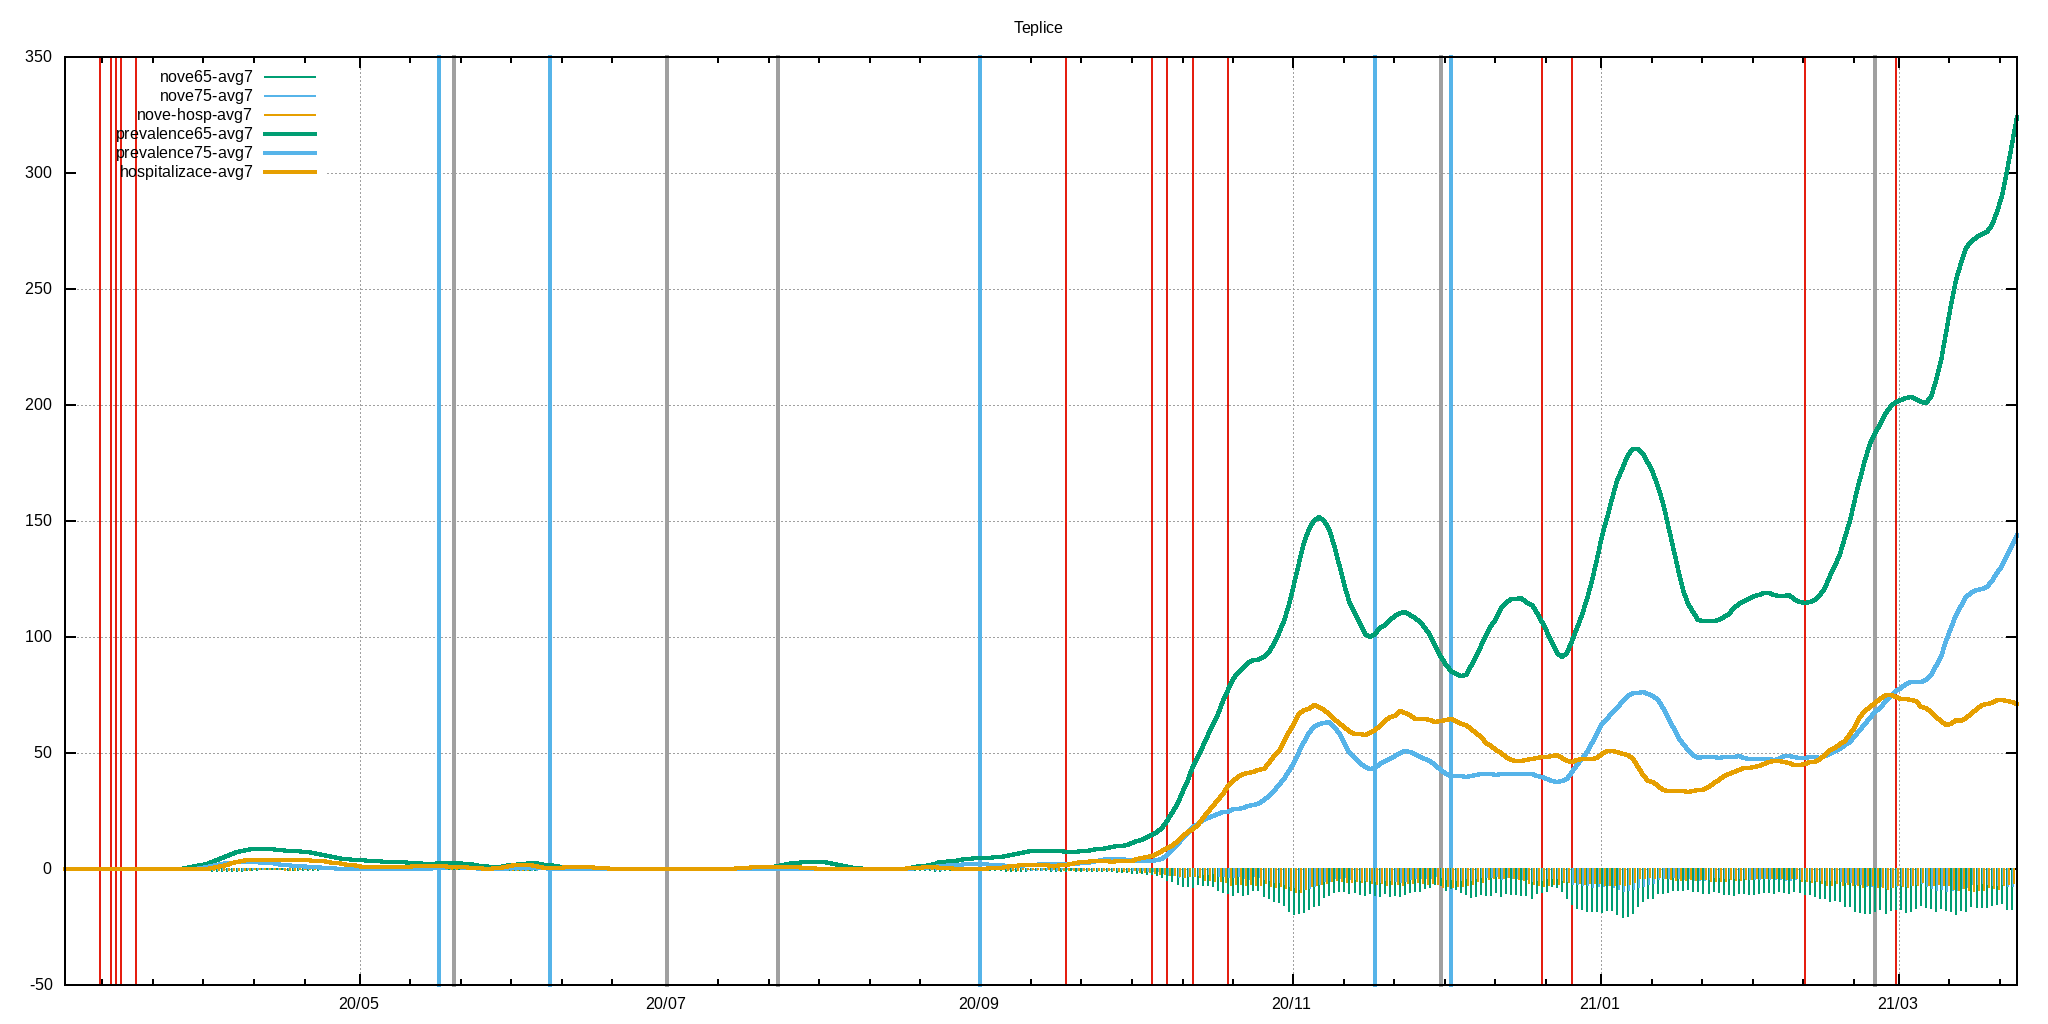 Teplice
350
300
250
200
150
100
50
0
-50
nove65-avg7
nove75-avg7
nove-hosp-avg7
prevalence65-avg7
prevalence75-avg7
hospitalizace-avg7
20/05
20/07
20/09
20/11
21/01
21/03